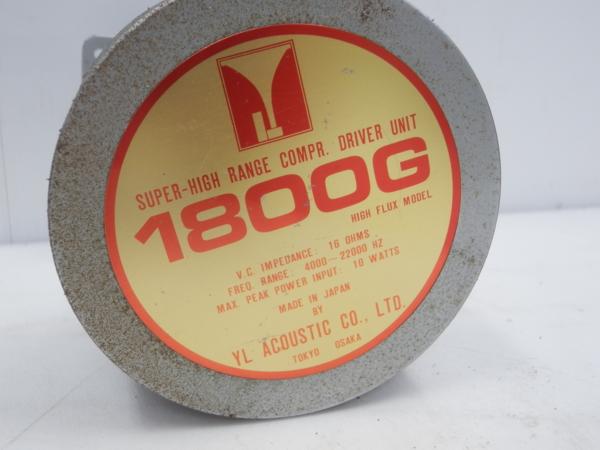 SUPER-HIGH RANGE COMPR. DRIVER UNIT
1800G
HIGH FLUX MODEL
V.C. IMPEDANCE: 16 OHMS
FREQ. RANGE: 4000~22000 HZ
MAX. PEAK POWER INPUT: 10 WATTS
MADE IN JAPAN
BY
YL ACOUSTIC CO., LTD.
TOKYO OSAKA